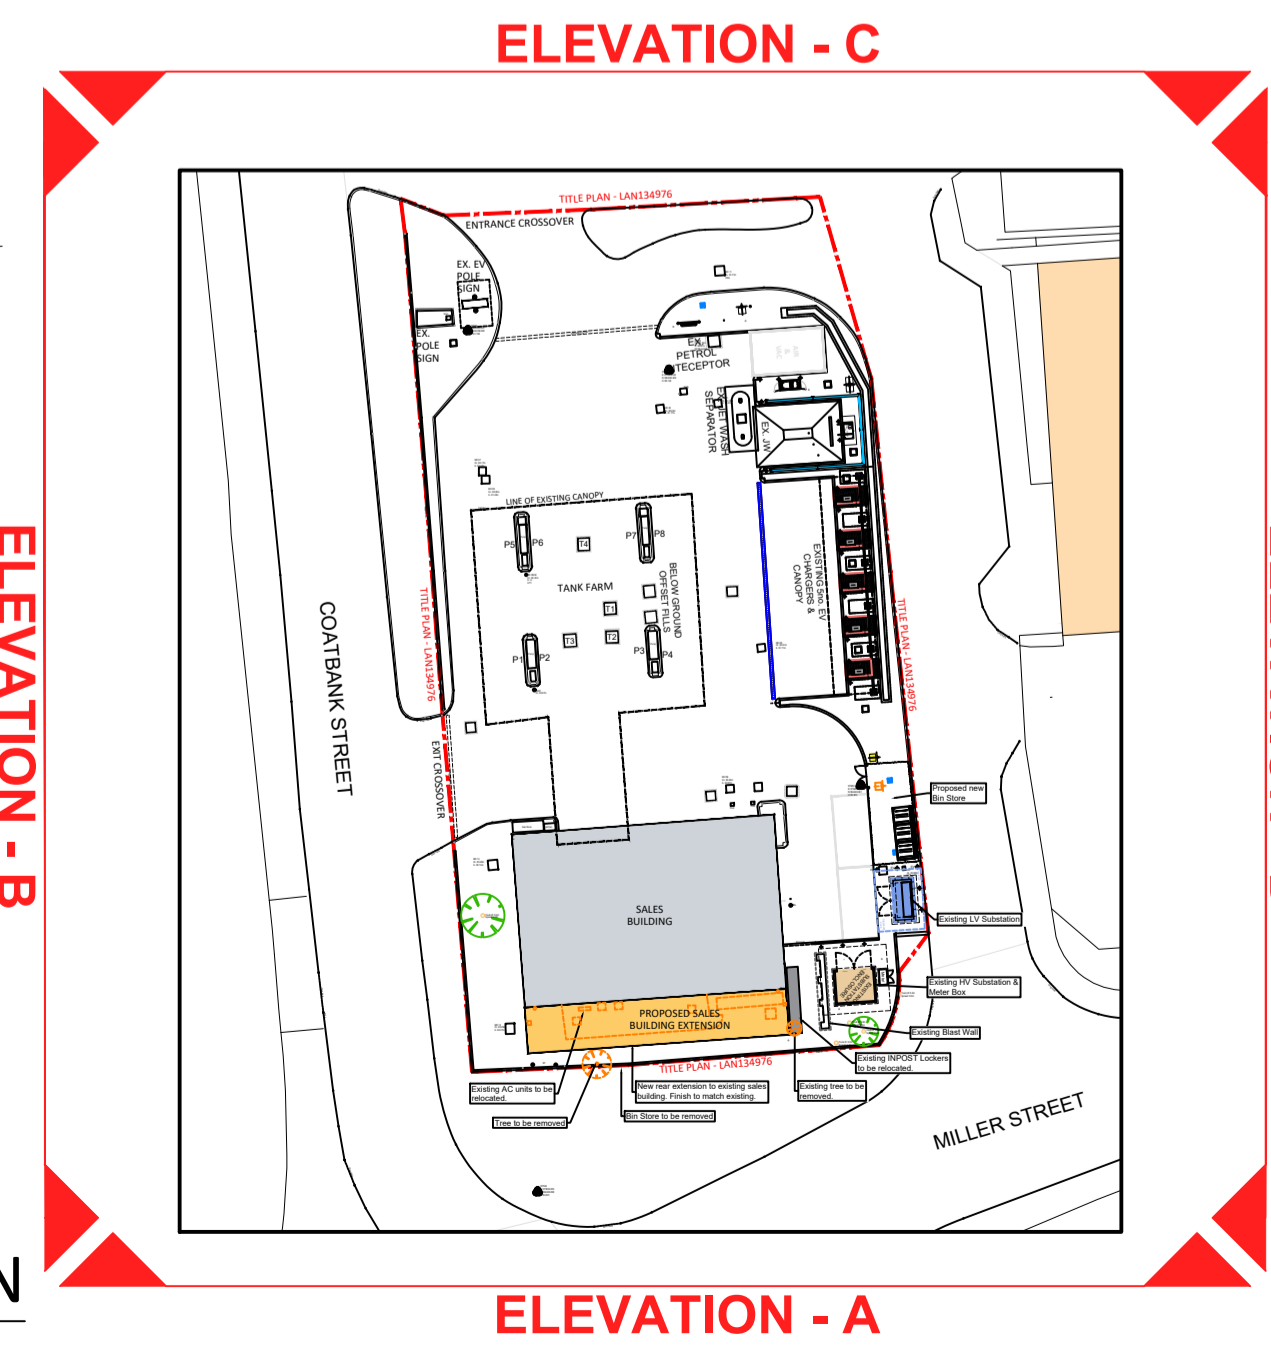 ELEVATION - C
TITLE PLAN - LAN134976
ENTRANCE CROSSOVER
EX. EV
POLE
SIGN
EX.
POLE
SIGN
EX.
PETROL
AIR
&
VAC
EX. JET WASH
SEPARATOR
EX. JW
LINE OF EXISTING CANOPY
P5
P6
T4
P7
P8
TANK FARM
BELOW GROUND
OFFSET FILLS
T1
T2
T3
P1
P2
P3
P4
EXISTING 5no. EV
CHARGERS &
CANOPY
TITLE PLAN - LAN134976
TITLE PLAN - LAN134976
COATBANK STREET
EXIT CROSSOVER
ELEVATION - B
Proposed new
Bin Store
SALES
BUILDING
Existing LV Substation
EXISTING
SUBSTATION
ENCLOSURE
Existing HV Substation &
Meter Box
PROPOSED SALES
BUILDING EXTENSION
Existing Blast Wall
Existing INPOST Lockers
to be relocated.
TITLE PLAN - LAN134976
Existing AC units to be
relocated.
New rear extension to existing sales
building. Finish to match existing.
Existing tree to be
removed.
Tree to be removed
Bin Store to be removed
MILLER STREET
N
ELEVATION - A